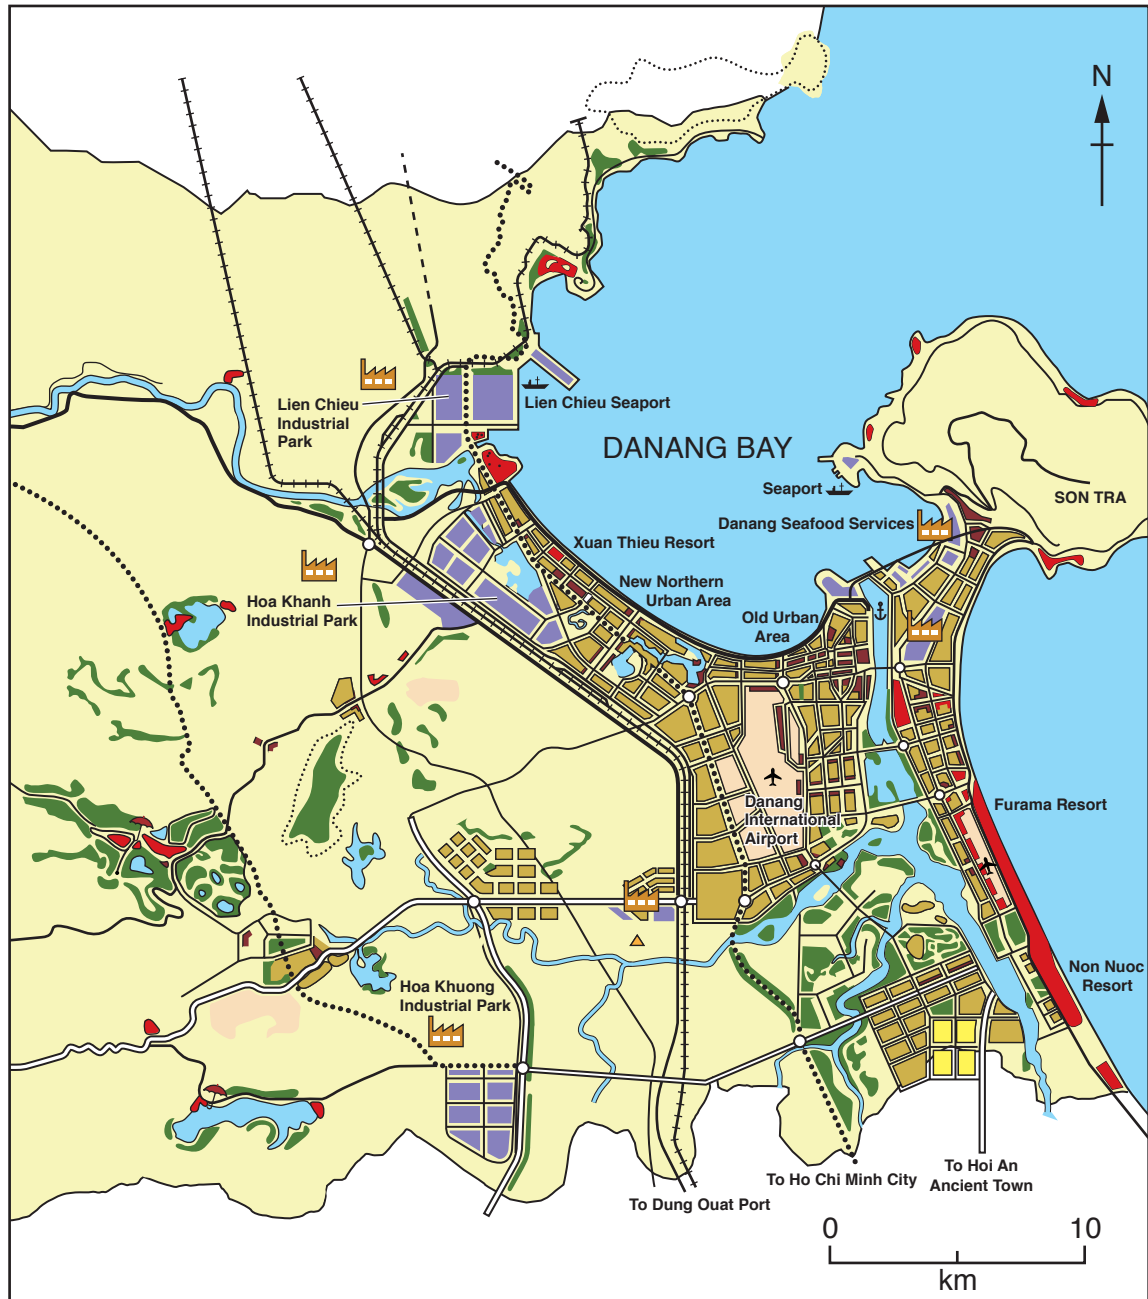 N
Lien Chieu
Industrial
Park
Lien Chieu Seaport
DANANG BAY
Seaport
SON TRA
Danang Seafood Services
Xuan Thieu Resort
New Northern
Urban Area
Hoa Khanh
Industrial Park
Old Urban
Area
Danang
International
Airport
Furama Resort
Non Nuoc
Resort
Hoa Khuong
Industrial Park
To Hoi An
Ancient Town
To Ho Chi Minh City
To Dung Ouat Port
0 10
km